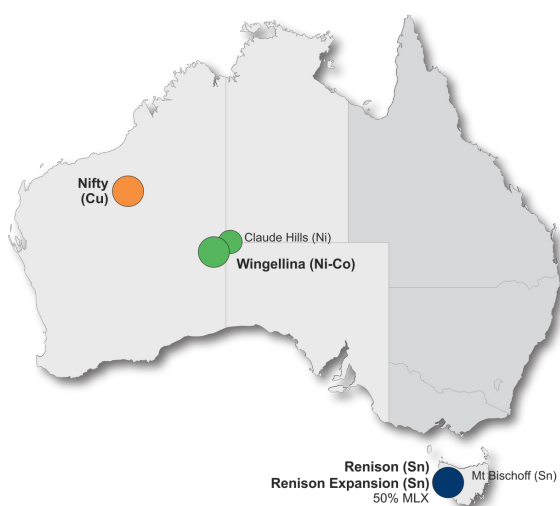 Nifty
(Cu)
Claude Hills (Ni)
Wingellina (Ni-Co)
Renison (Sn)
Renison Expansion (Sn)
50% MLX
Mt Bischoff (Sn)